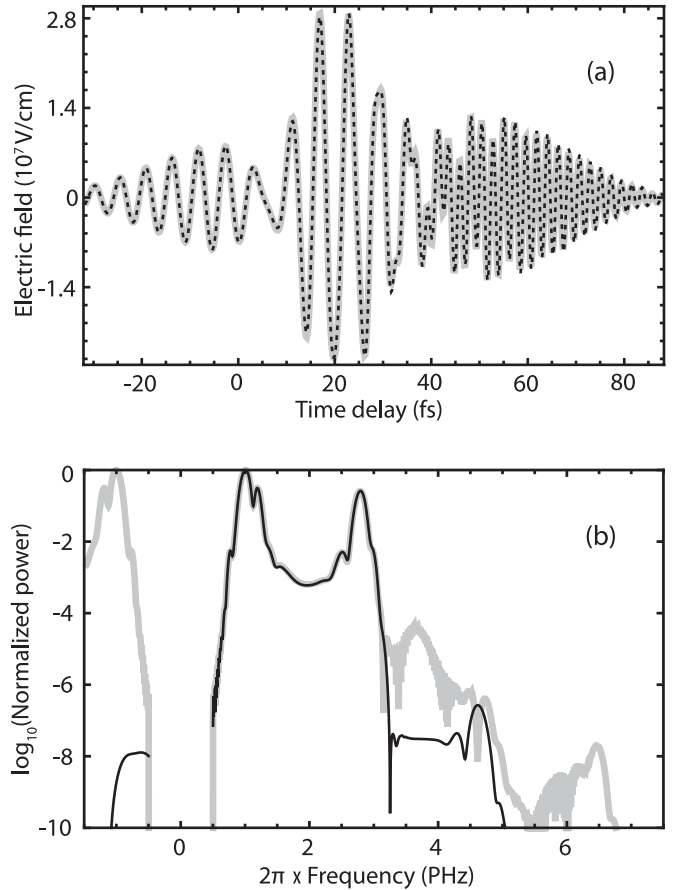 2.8
1.4
0
-1.4
Electric field (10⁷ V/cm)
(a)
-20 0 20 40 60 80
Time delay (fs)
0
-2
-4
-6
-8
-10
log₁₀(Normalized power)
(b)
0 2 4 6
2π x Frequency (PHz)